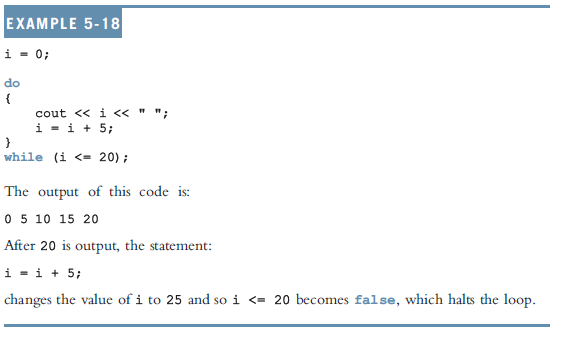 EXAMPLE 5-18
i = 0;
do
{
    cout << i << " ";
    i = i + 5;
}
while (i <= 20);
The output of this code is:
0 5 10 15 20
After 20 is output, the statement:
i = i + 5;
changes the value of i to 25 and so i <= 20 becomes false, which halts the loop.